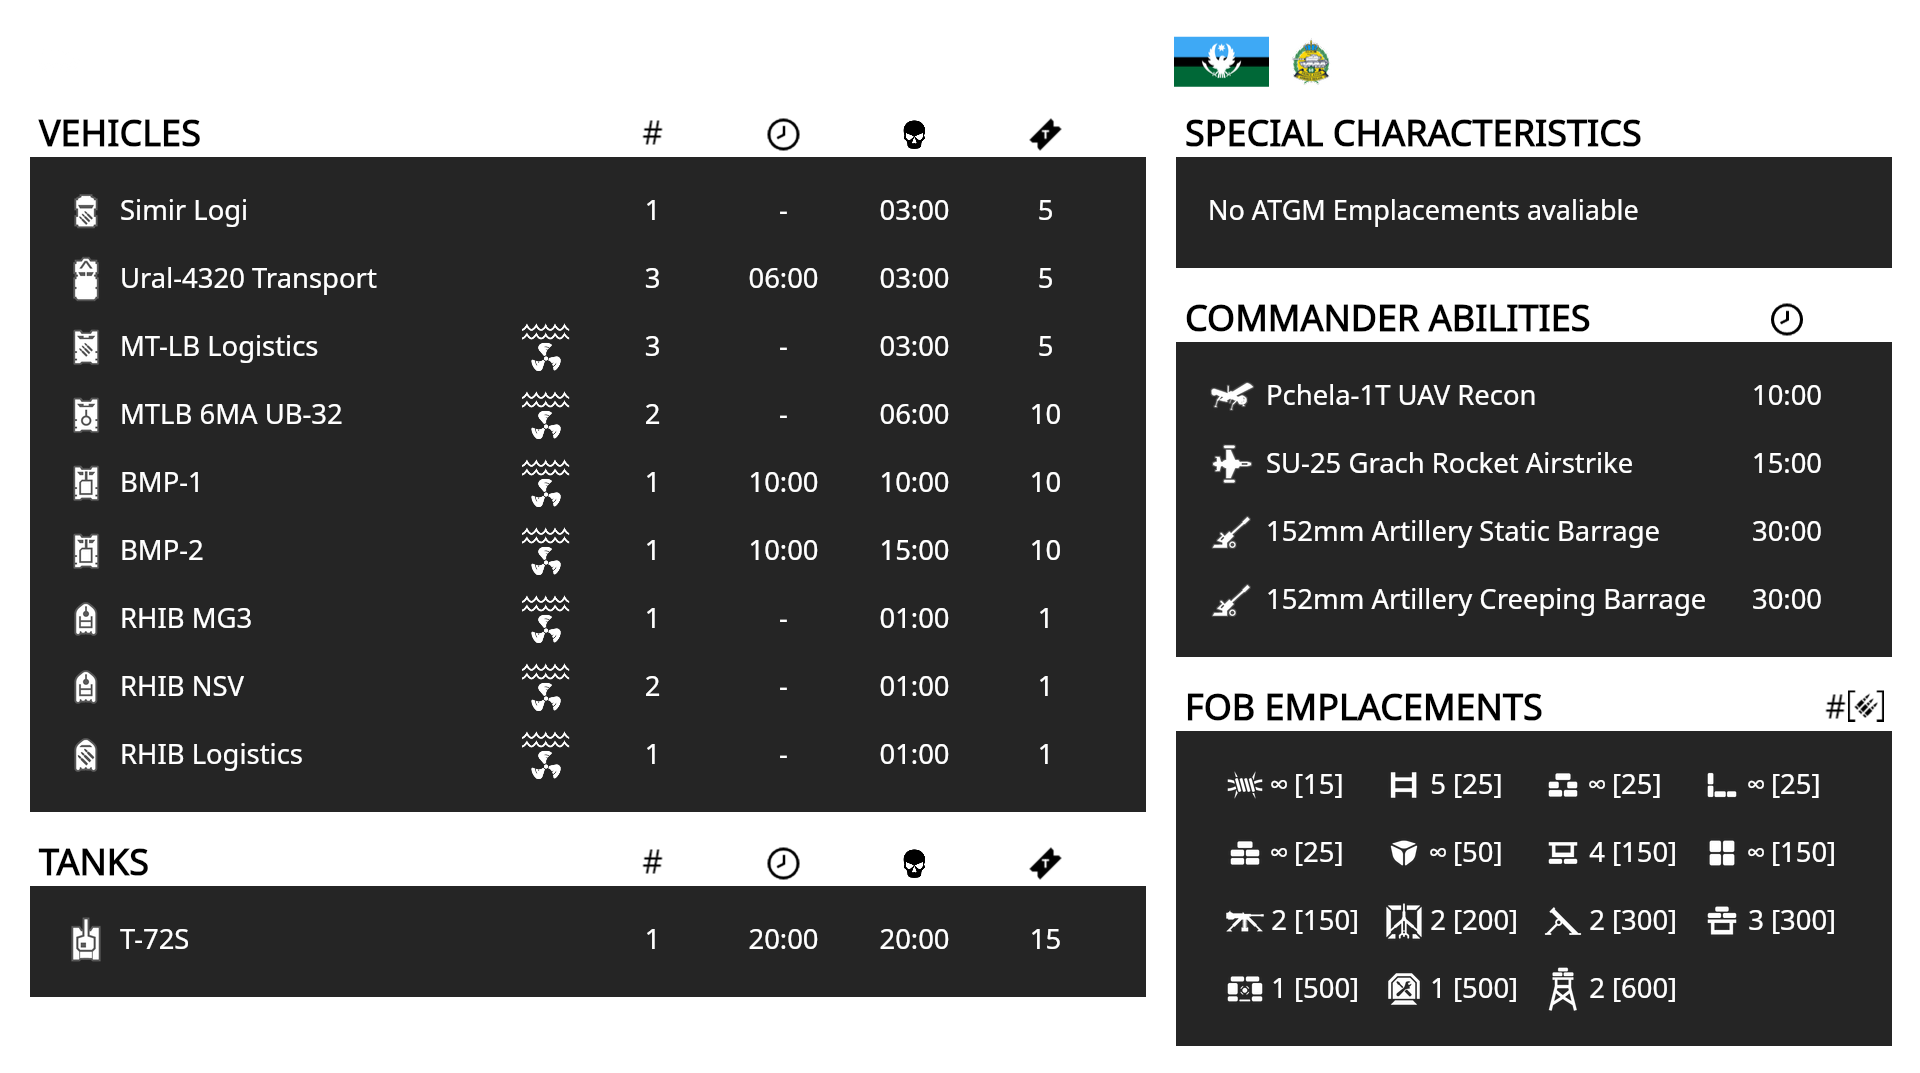 VEHICLES #
Simir Logi 1 - 03:00 5
Ural-4320 Transport 3 06:00 03:00 5
MT-LB Logistics 3 - 03:00 5
MTLB 6MA UB-32 2 - 06:00 10
BMP-1 1 10:00 10:00 10
BMP-2 1 10:00 15:00 10
RHIB MG3 1 - 01:00 1
RHIB NSV 2 - 01:00 1
RHIB Logistics 1 - 01:00 1
TANKS #
T-72S 1 20:00 20:00 15
SPECIAL CHARACTERISTICS
No ATGM Emplacements avaliable
COMMANDER ABILITIES
Pchela-1T UAV Recon 10:00
SU-25 Grach Rocket Airstrike 15:00
152mm Artillery Static Barrage 30:00
152mm Artillery Creeping Barrage 30:00
FOB EMPLACEMENTS #[]
∞ [15] 5 [25] ∞ [25] ∞ [25]
∞ [25] ∞ [50] 4 [150] ∞ [150]
2 [150] 2 [200] 2 [300] 3 [300]
1 [500] 1 [500] 2 [600]